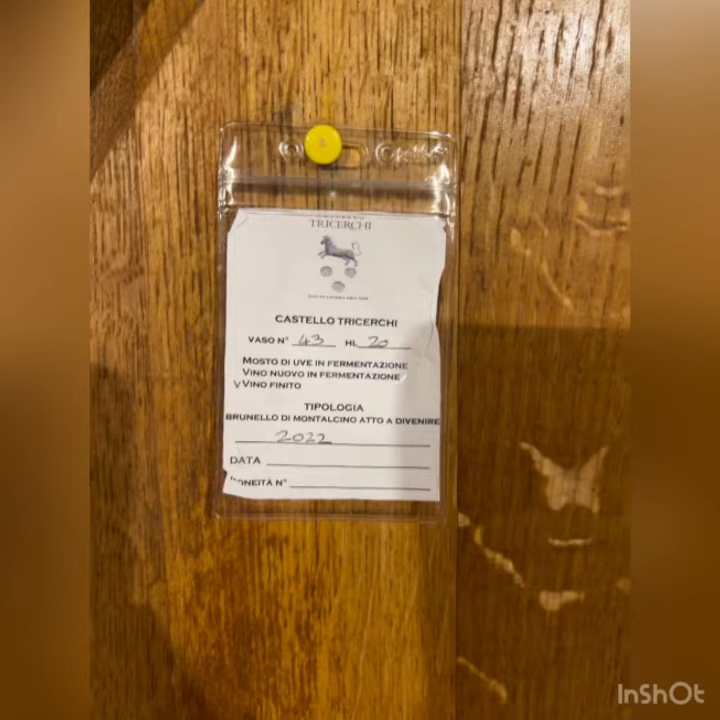 TRICERCHI
CASTELLO TRICERCHI
VASO N° 43 HL 20
MOSTO DI UVE IN FERMENTAZIONE
VINO NUOVO IN FERMENTAZIONE
V VINO FINITO
TIPOLOGIA
BRUNELLO DI MONTALCINO ATTO A DIVENIRE
2022
DATA
ONEITÀ N°
InShOt